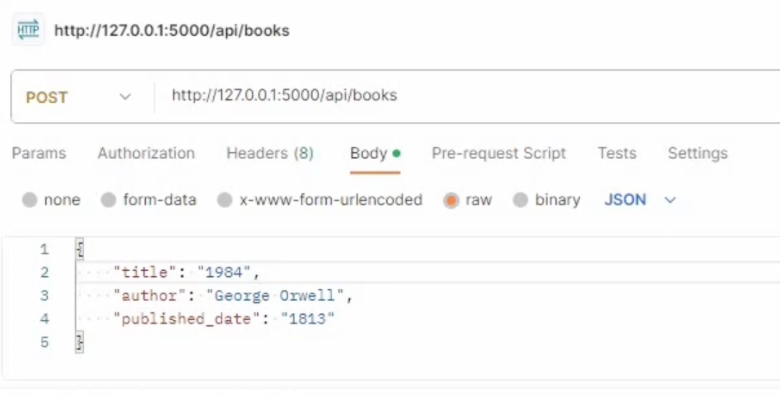 HTTP http://127.0.0.1:5000/api/books
POST http://127.0.0.1:5000/api/books
Params Authorization Headers (8) Body Pre-request Script Tests Settings
none form-data x-www-form-urlencoded raw binary JSON
1 {
2 "title": "1984",
3 "author": "George Orwell",
4 "published_date": "1813"
5 }